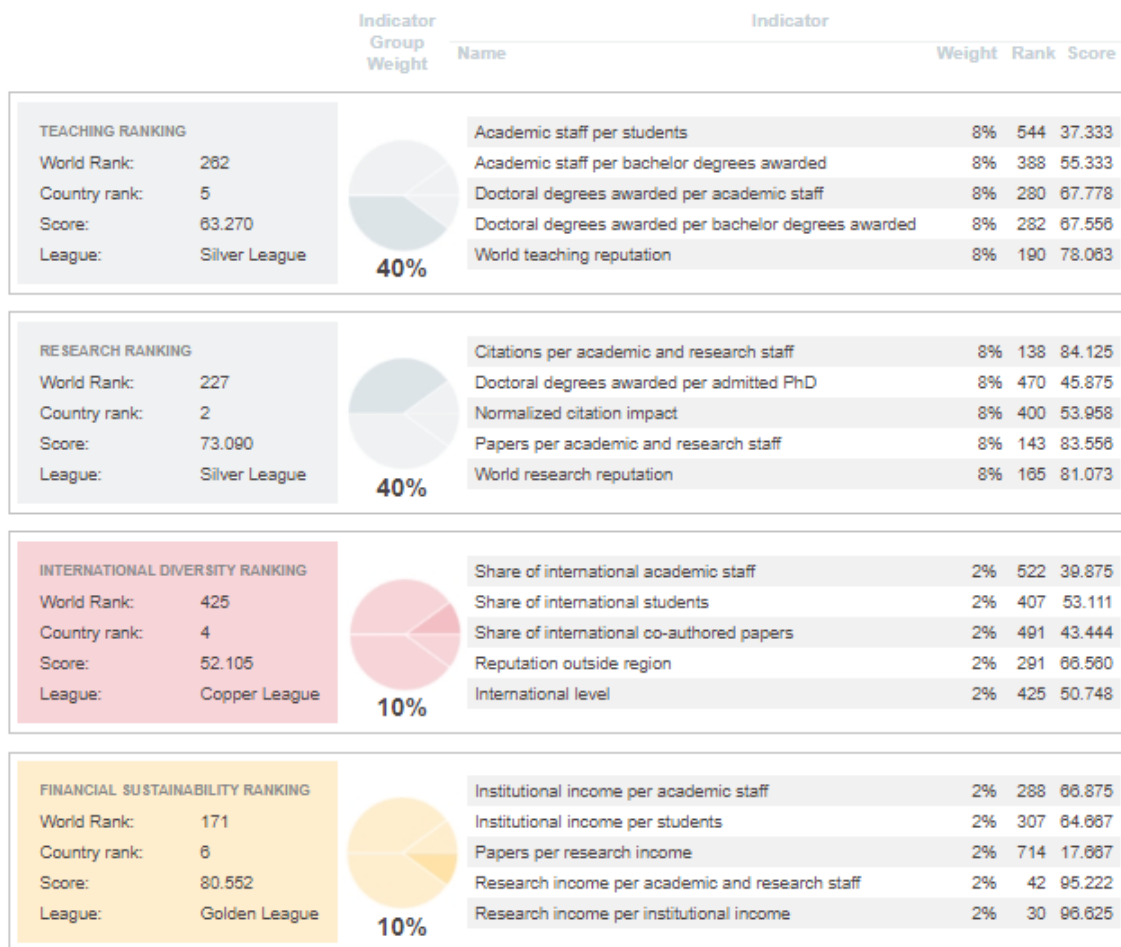 Indicator Group Weight
Indicator
Name Weight Rank Score
TEACHING RANKING
World Rank: 262
Country rank: 5
Score: 63.270
League: Silver League
40%
Academic staff per students 8% 544 37.333
Academic staff per bachelor degrees awarded 8% 388 55.333
Doctoral degrees awarded per academic staff 8% 280 67.778
Doctoral degrees awarded per bachelor degrees awarded 8% 282 67.556
World teaching reputation 8% 190 78.063
RESEARCH RANKING
World Rank: 227
Country rank: 2
Score: 73.090
League: Silver League
40%
Citations per academic and research staff 8% 138 84.125
Doctoral degrees awarded per admitted PhD 8% 470 45.875
Normalized citation impact 8% 400 53.958
Papers per academic and research staff 8% 143 83.556
World research reputation 8% 165 81.073
INTERNATIONAL DIVERSITY RANKING
World Rank: 425
Country rank: 4
Score: 52.105
League: Copper League
10%
Share of international academic staff 2% 522 39.875
Share of international students 2% 407 53.111
Share of international co-authored papers 2% 491 43.444
Reputation outside region 2% 291 66.560
International level 2% 425 50.748
FINANCIAL SUSTAINABILITY RANKING
World Rank: 171
Country rank: 6
Score: 80.552
League: Golden League
10%
Institutional income per academic staff 2% 288 66.875
Institutional income per students 2% 307 64.667
Papers per research income 2% 714 17.667
Research income per academic and research staff 2% 42 95.222
Research income per institutional income 2% 30 96.625